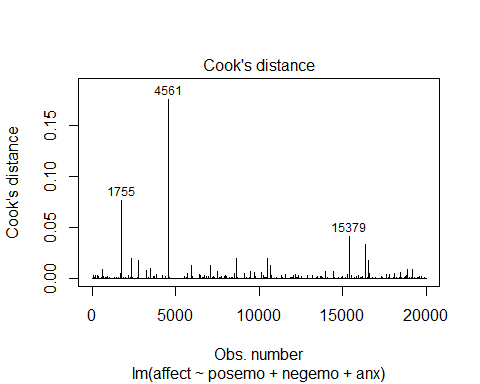 Cook's distance
4561
1755
15379
Cook's distance
0.00 0.05 0.10 0.15
0 5000 10000 15000 20000
Obs. number
lm(affect ~ posemo + negemo + anx)